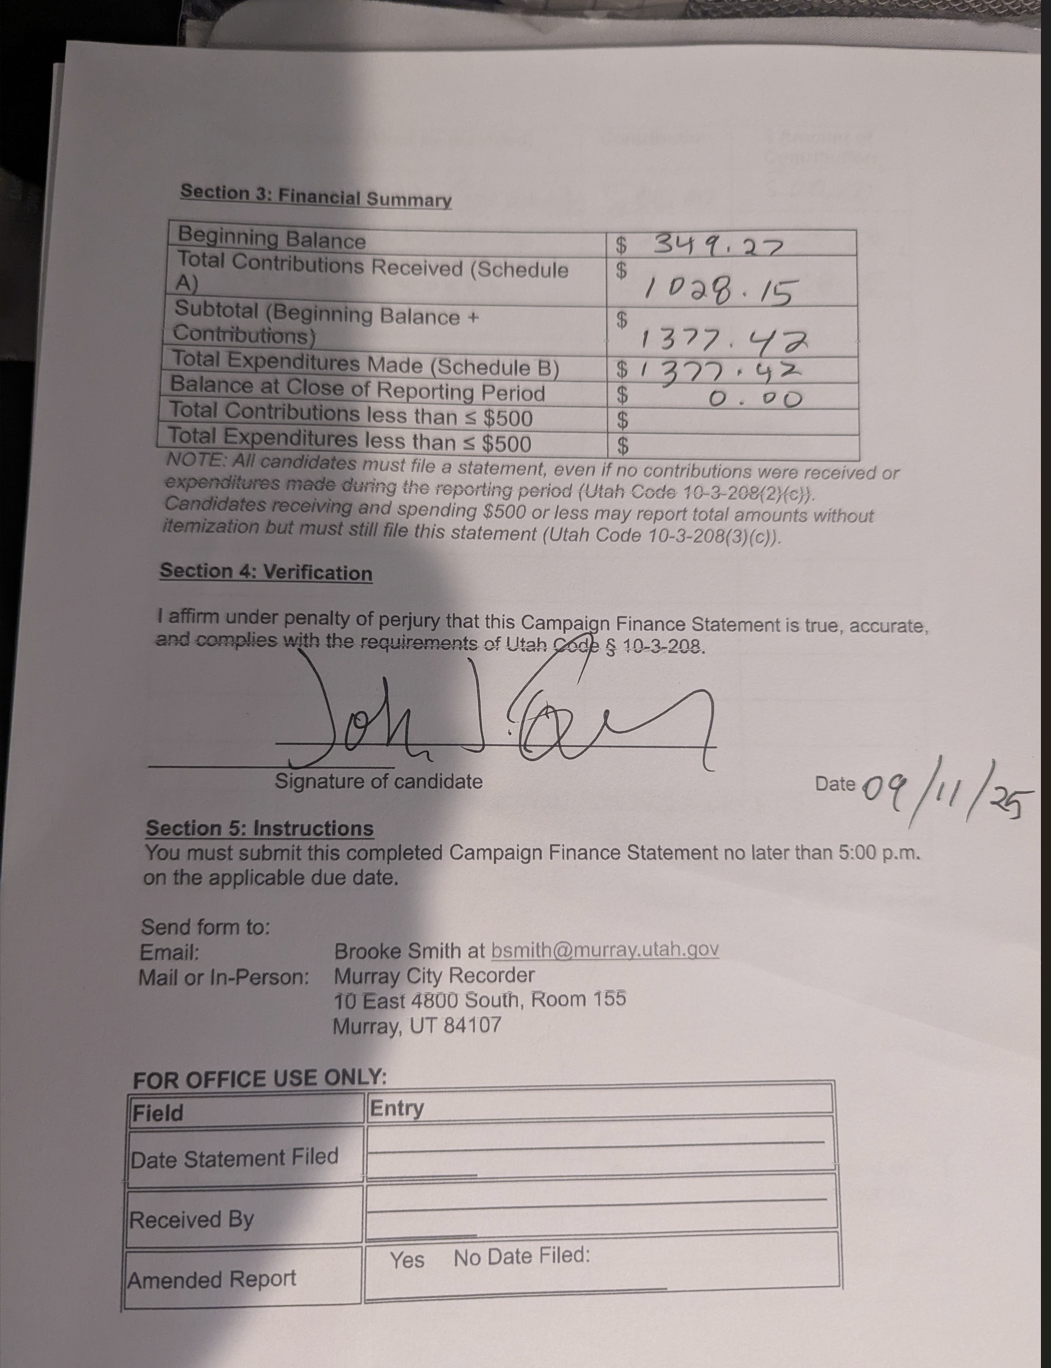 Section 3: Financial Summary
Beginning Balance $ 349.27
Total Contributions Received (Schedule $
A) 1028.15
Subtotal (Beginning Balance + $
Contributions) 1377.42
Total Expenditures Made (Schedule B) $ 1377.42
Balance at Close of Reporting Period $ 0.00
Total Contributions less than ≤ $500 $
Total Expenditures less than ≤ $500 $
NOTE: All candidates must file a statement, even if no contributions were received or
expenditures made during the reporting period (Utah Code 10-3-208(2)(c)).
Candidates receiving and spending $500 or less may report total amounts without
itemization but must still file this statement (Utah Code 10-3-208(3)(c)).
Section 4: Verification
I affirm under penalty of perjury that this Campaign Finance Statement is true, accurate,
and complies with the requirements of Utah Code § 10-3-208.
John J.
Signature of candidate
Date 09/11/25
Section 5: Instructions
You must submit this completed Campaign Finance Statement no later than 5:00 p.m.
on the applicable due date.
Send form to:
Email: Brooke Smith at bsmith@murray.utah.gov
Mail or In-Person: Murray City Recorder
10 East 4800 South, Room 155
Murray, UT 84107
FOR OFFICE USE ONLY:
Field Entry
Date Statement Filed
Received By
Yes No Date Filed:
Amended Report